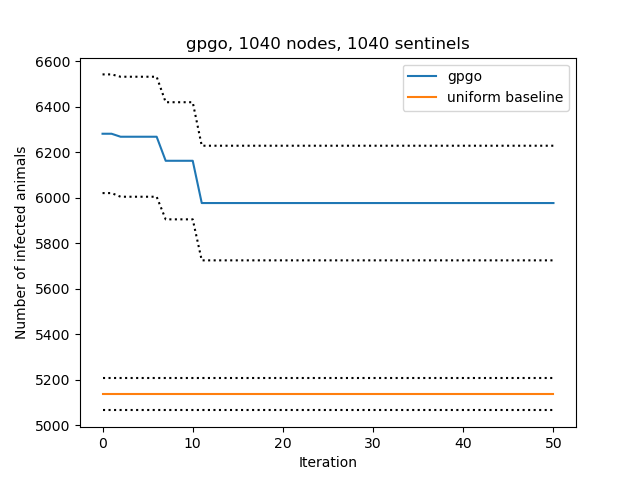 gpgo, 1040 nodes, 1040 sentinels
gpgo
uniform baseline
Number of infected animals
6600
6400
6200
6000
5800
5600
5400
5200
5000
0 10 20 30 40 50
Iteration